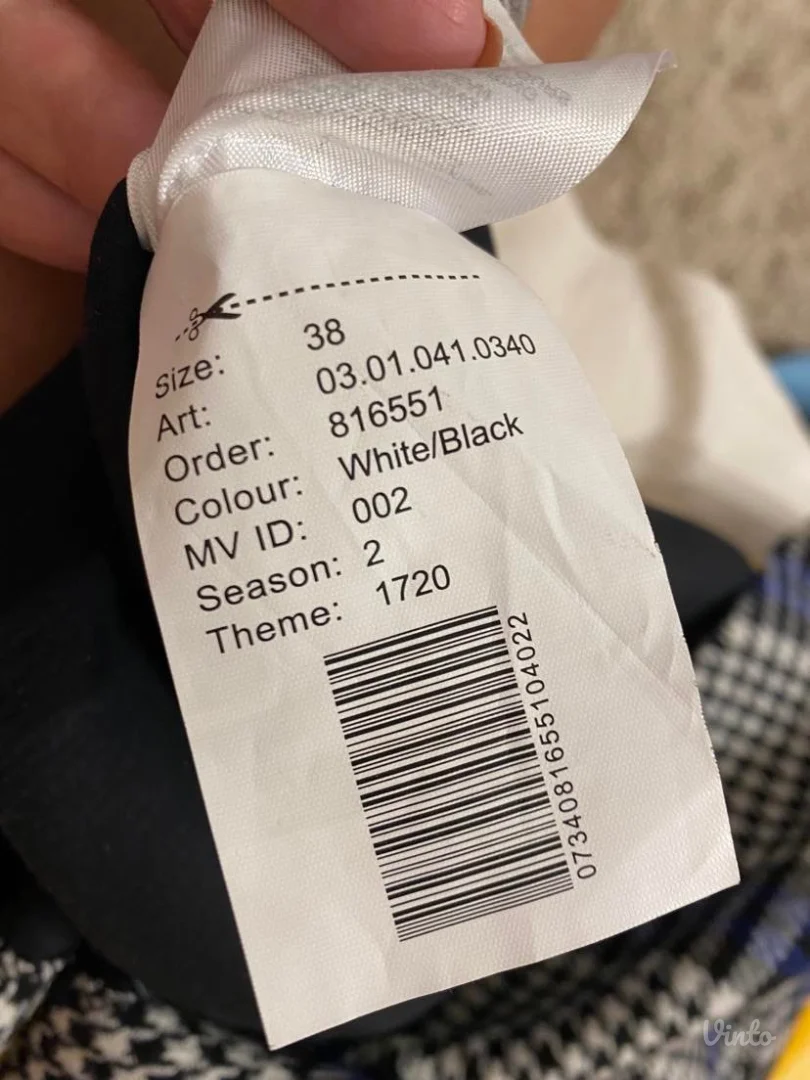 Size: 38
Art: 03.01.041.0340
Order: 816551
Colour: White/Black
MV ID: 002
Season: 2
Theme: 1720
0734081655104022
Vinto